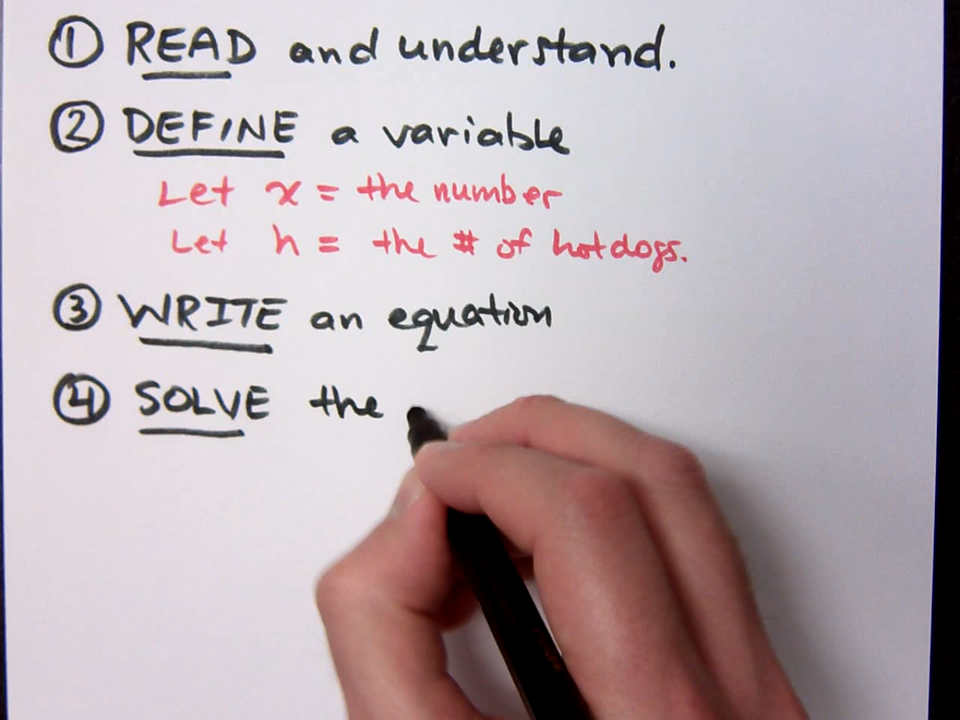 ① READ and understand.
② DEFINE a variable
Let x = the number
Let h = the # of hotdogs.
③ WRITE an equation
④ SOLVE the